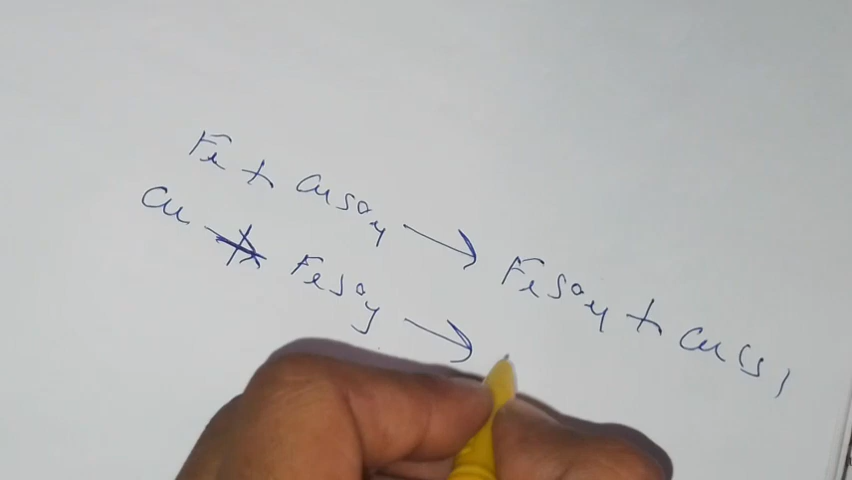 Fe + CuSO4 → FeSO4 + Cu(s)
Cu + FeSO4 →